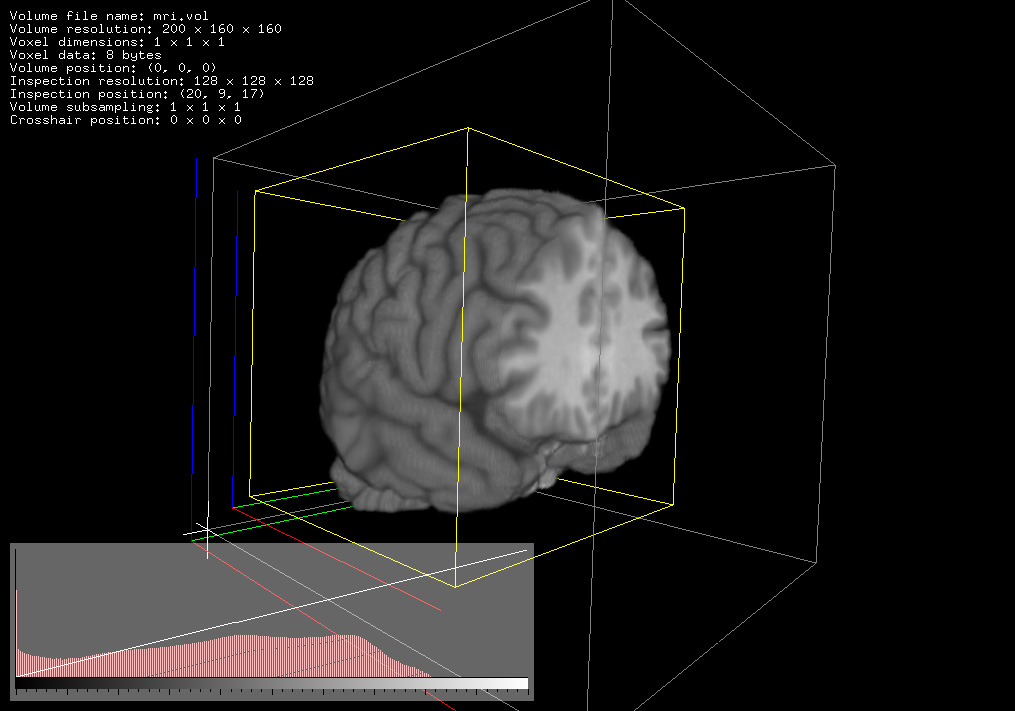 Volume file name: mri.vol
Volume resolution: 200 x 160 x 160
Voxel dimensions: 1 x 1 x 1
Voxel data: 8 bytes
Volume position: (0, 0, 0)
Inspection resolution: 128 x 128 x 128
Inspection position: (20, 9, 17)
Volume subsampling: 1 x 1 x 1
Crosshair position: 0 x 0 x 0